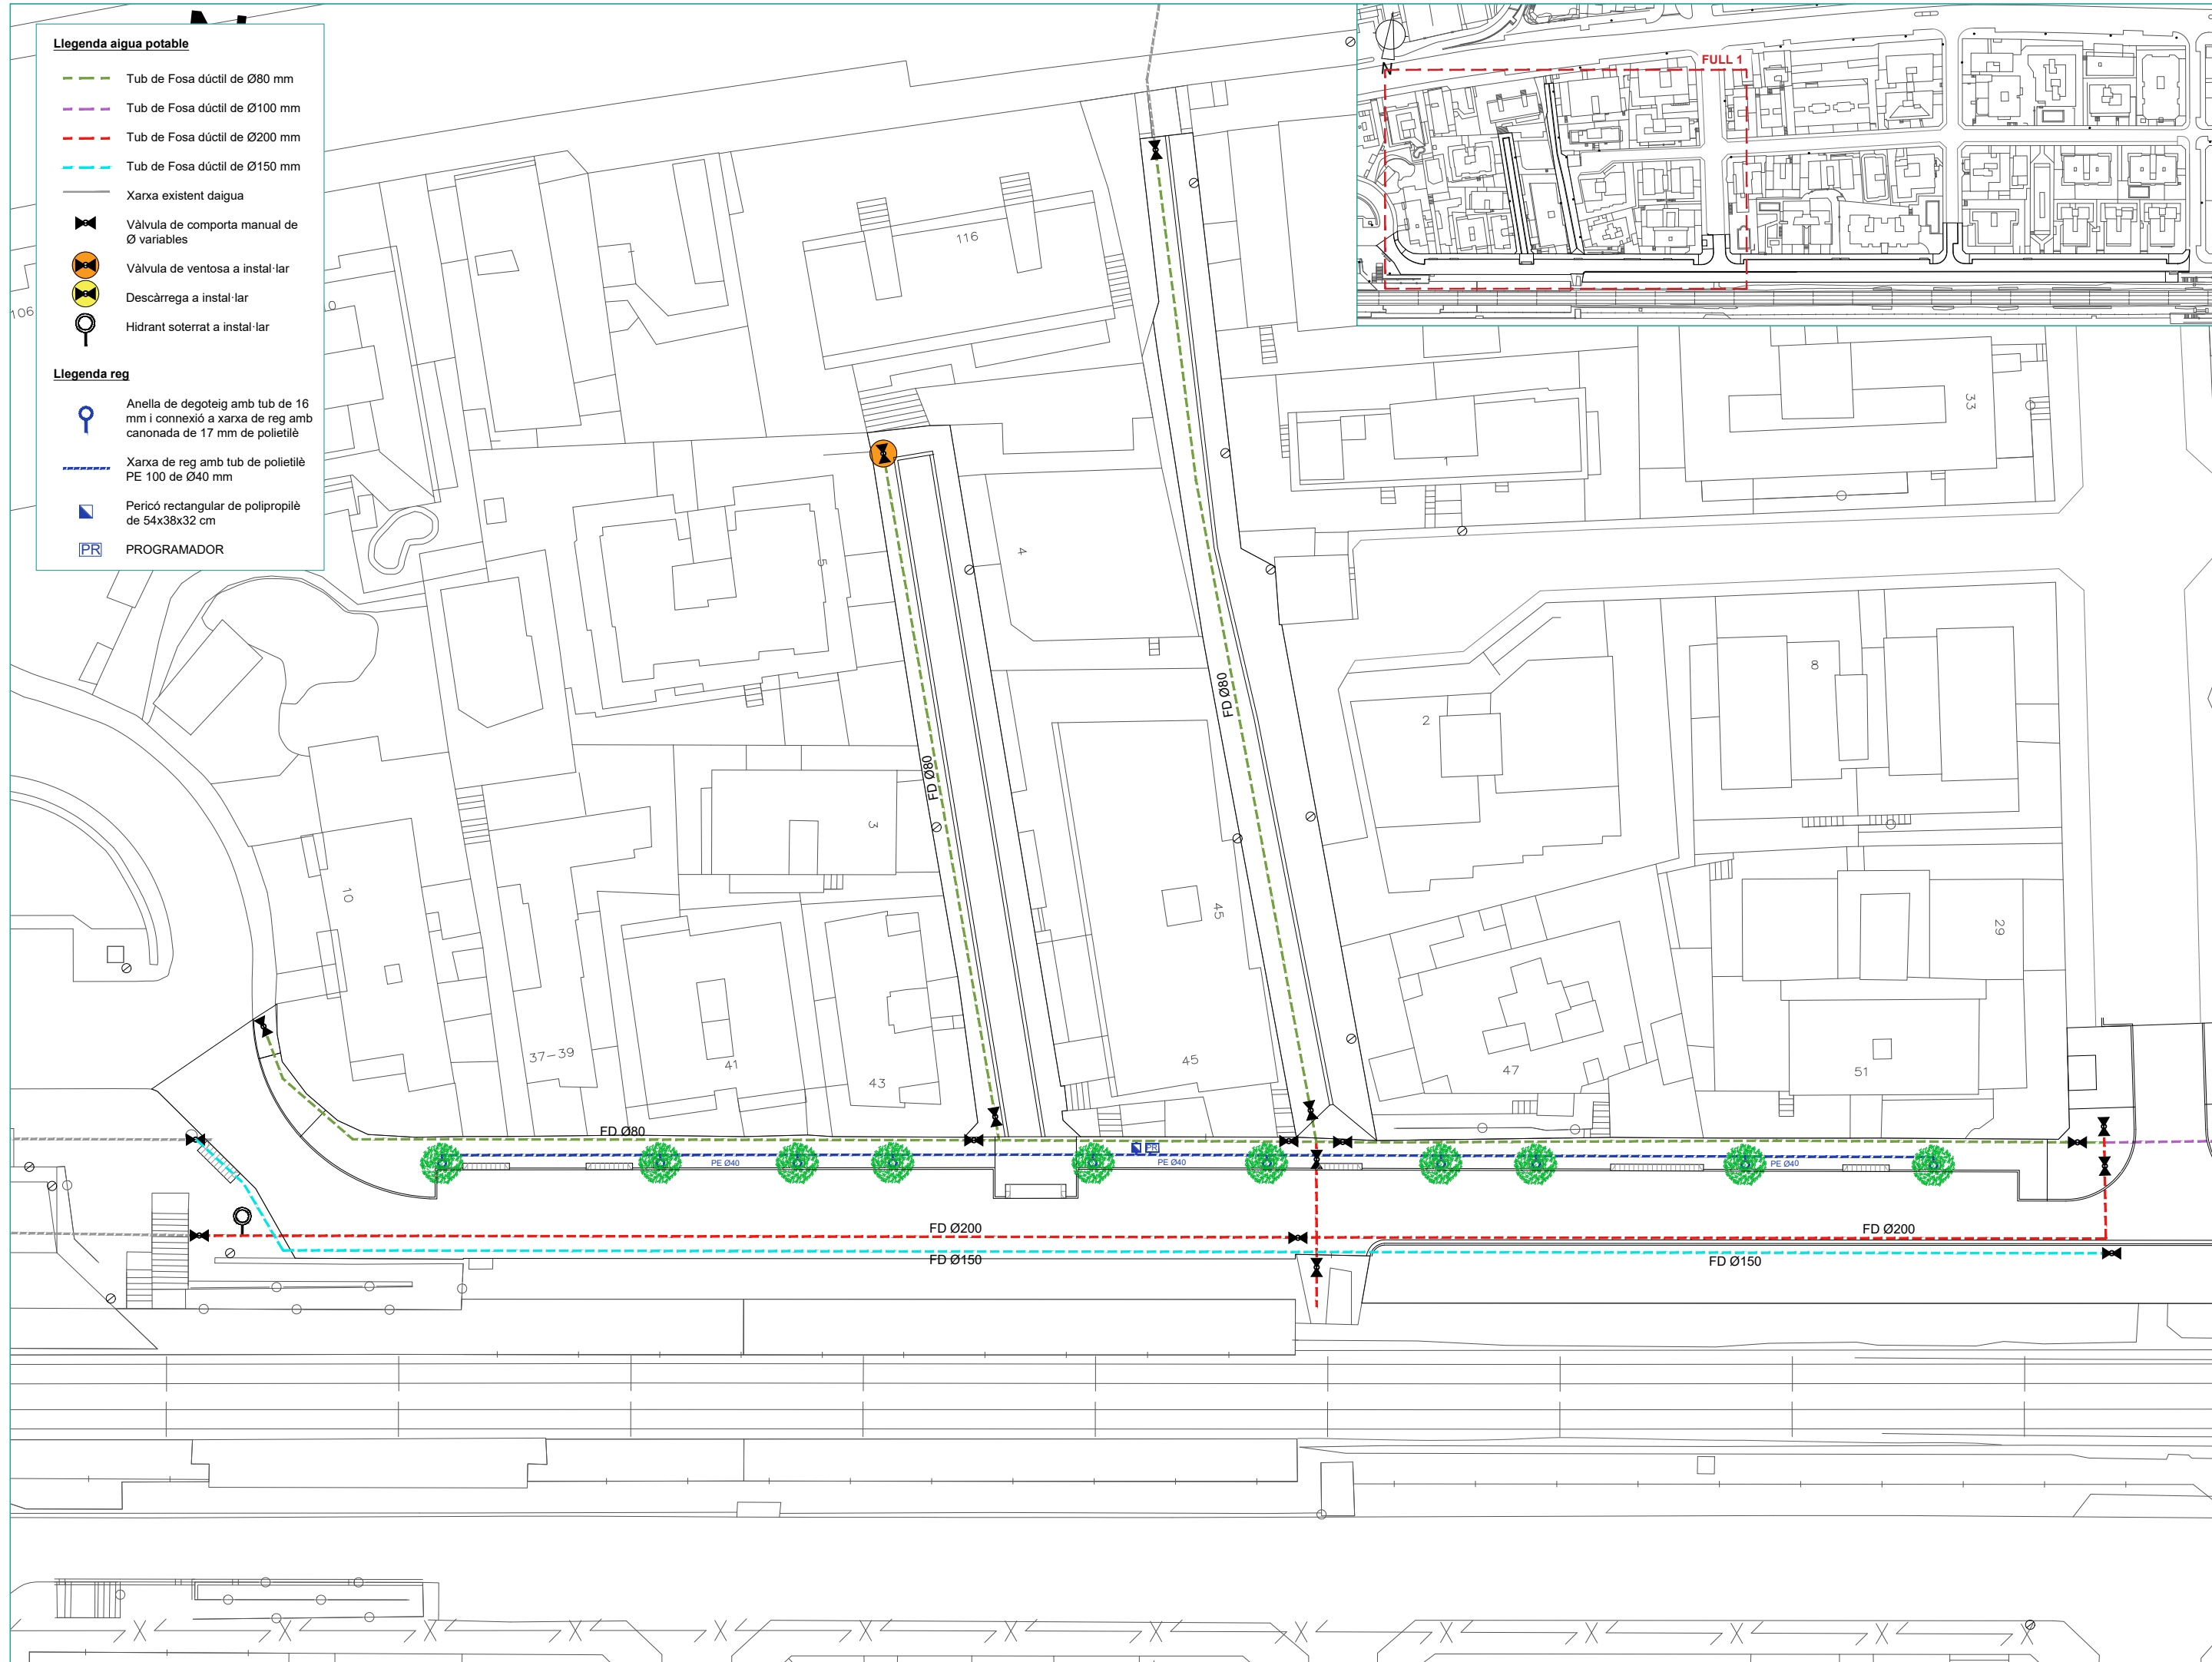 Llegenda aigua potable
Tub de Fosa dúctil de Ø80 mm
Tub de Fosa dúctil de Ø100 mm
Tub de Fosa dúctil de Ø200 mm
Tub de Fosa dúctil de Ø150 mm
Xarxa existent daigua
Vàlvula de comporta manual de
Ø variables
Vàlvula de ventosa a instal·lar
Descàrrega a instal·lar
Hidrant soterrat a instal·lar
Llegenda reg
Anella de degoteig amb tub de 16
mm i connexió a xarxa de reg amb
canonada de 17 mm de polietilè
Xarxa de reg amb tub de polietilè
PE 100 de Ø40 mm
Pericó rectangular de polipropilè
de 54x38x32 cm
PR
PROGRAMADOR
N
FULL 1
106
116
33
1
4
5
2
8
3
10
45
29
37-39
41
43
45
47
51
FD Ø80
FD Ø80
FD Ø80
PR
PE Ø40
PE Ø40
PE Ø40
FD Ø200
FD Ø200
FD Ø150
FD Ø150